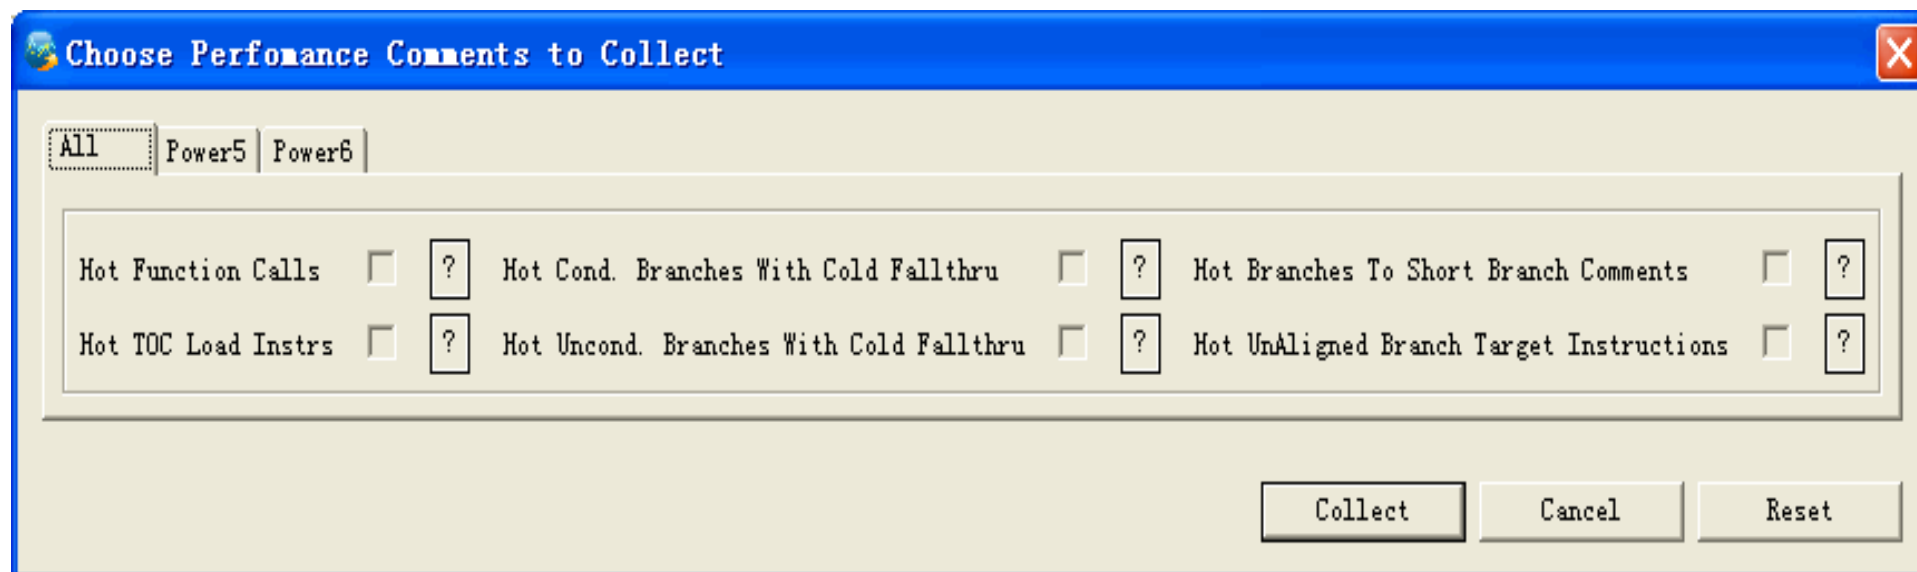 Choose Perfomance Comments to Collect
All Power5 Power6
Hot Function Calls ? Hot Cond. Branches With Cold Fallthru ? Hot Branches To Short Branch Comments ?
Hot TOC Load Instrs ? Hot Uncond. Branches With Cold Fallthru ? Hot UnAligned Branch Target Instructions ?
Collect Cancel Reset